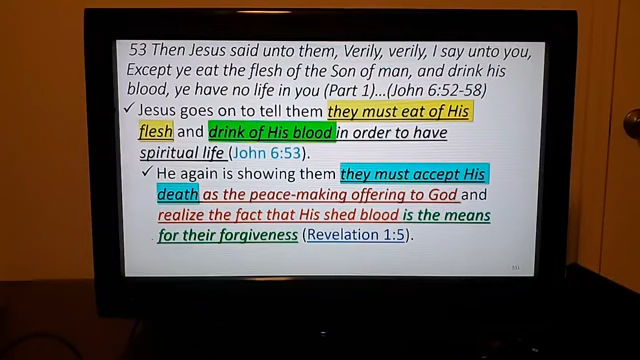 53 Then Jesus said unto them, Verily, verily, I say unto you,
Except ye eat the flesh of the Son of man, and drink his
blood, ye have no life in you (Part 1)...(John 6:52-58)
✓ Jesus goes on to tell them they must eat of His
flesh and drink of His blood in order to have
spiritual life (John 6:53).
✓ He again is showing them they must accept His
death as the peace-making offering to God and
realize the fact that His shed blood is the means
for their forgiveness (Revelation 1:5).